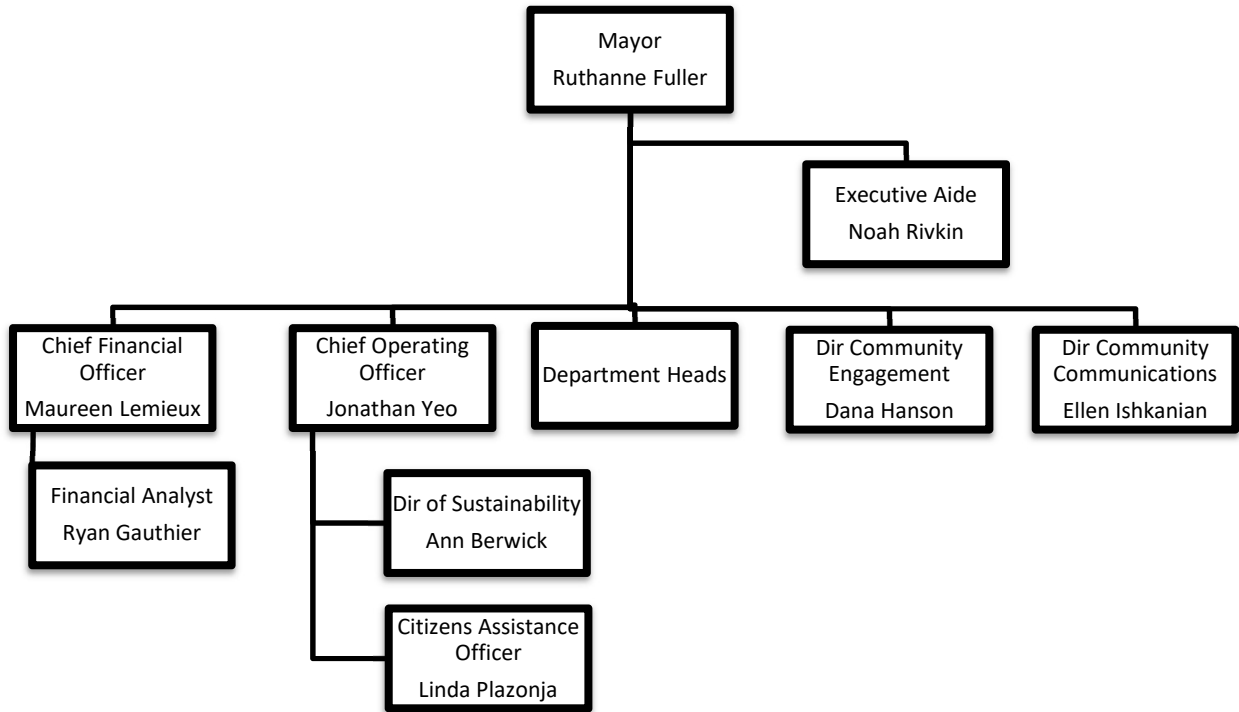 Mayor
Ruthanne Fuller
Executive Aide
Noah Rivkin
Chief Financial
Officer
Maureen Lemieux
Chief Operating
Officer
Jonathan Yeo
Department Heads
Dir Community
Engagement
Dana Hanson
Dir Community
Communications
Ellen Ishkanian
Financial Analyst
Ryan Gauthier
Dir of Sustainability
Ann Berwick
Citizens Assistance
Officer
Linda Plazonja